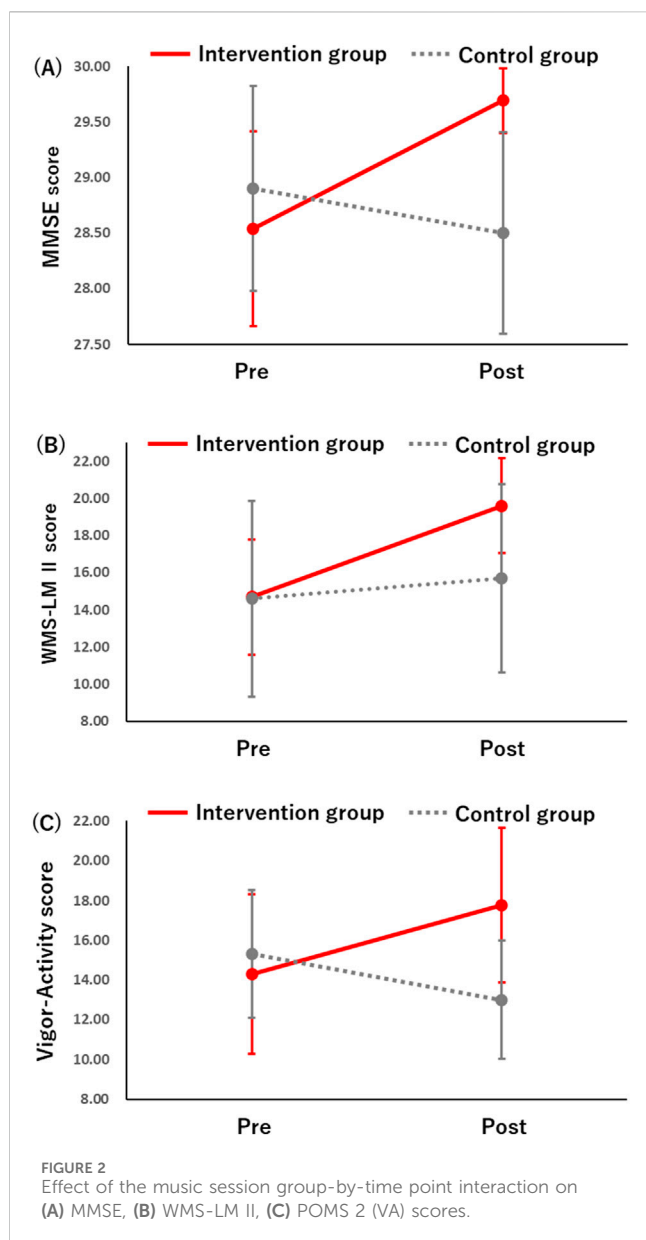 (A)
Intervention group
Control group
30.00
29.50
29.00
28.50
28.00
27.50
MMSE score
Pre
Post
(B)
Intervention group
Control group
22.00
20.00
18.00
16.00
14.00
12.00
10.00
8.00
WMS-LM II score
Pre
Post
(C)
Intervention group
Control group
22.00
20.00
18.00
16.00
14.00
12.00
10.00
8.00
Vigor-Activity score
Pre
Post
FIGURE 2
Effect of the music session group-by-time point interaction on
(A) MMSE, (B) WMS-LM II, (C) POMS 2 (VA) scores.